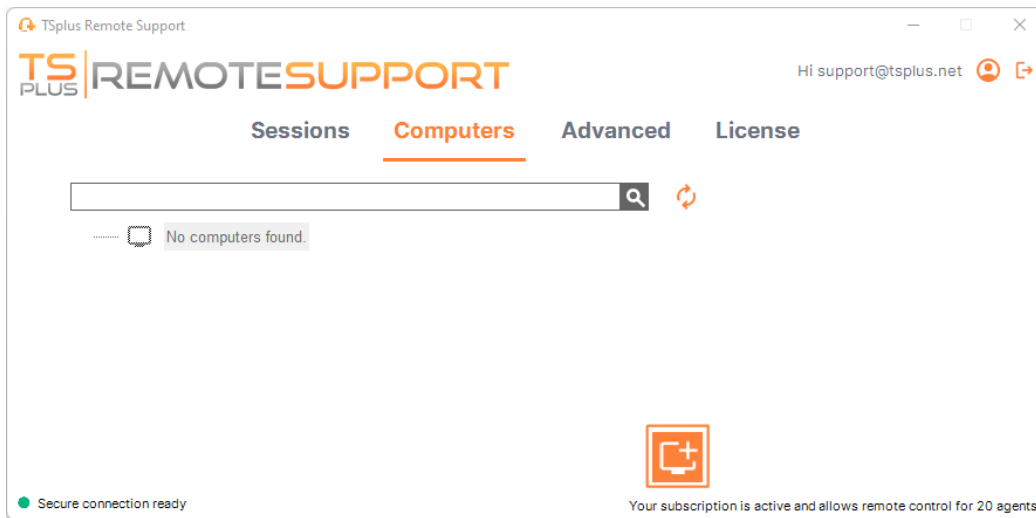 TSplus Remote Support
TS PLUS REMOTESUPPORT
Hi support@tsplus.net
Sessions Computers Advanced License
No computers found.
Secure connection ready
Your subscription is active and allows remote control for 20 agents